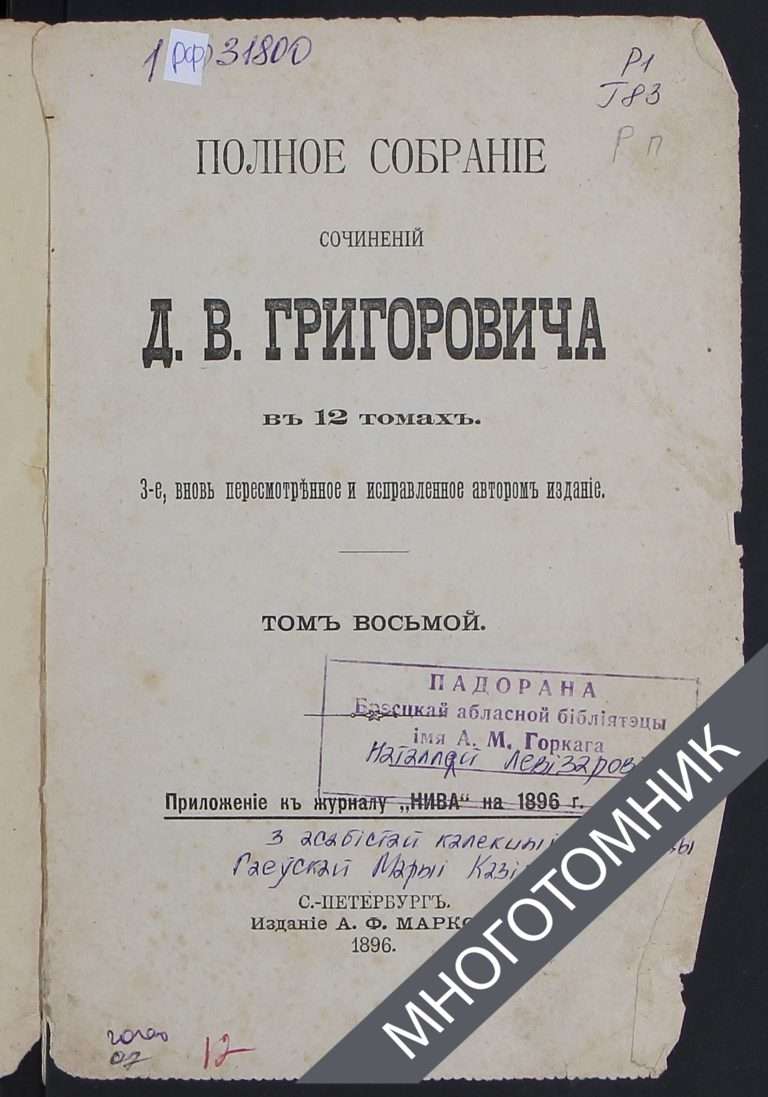 1 РФ 31800
Р1
Г83
Р П
ПОЛНОЕ СОБРАНІЕ
СОЧИНЕНІЙ
Д. В. ГРИГОРОВИЧА
въ 12 томахъ.
3-е, вновь пересмотрѣнное и исправленное авторомъ изданіе.
ТОМЪ ВОСЬМОЙ.
ПАДОРАНА
Брэсцкай абласной бібліятэцы
імя А. М. Горкага
Наталляй
Приложеніе къ журналу „НИВА“ на 1896 г.
З асабістай
Гаеўскай Марыі
С.-ПЕТЕРБУРГЪ.
Изданіе А. Ф.
1896.
12
МНОГОТОМНИК